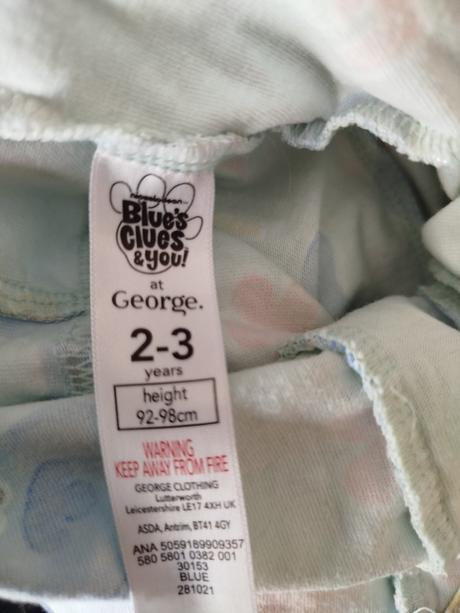 nickelodeon
Blue's
Clues
& you!
at
George.
2-3
years
height
92-98cm
WARNING
KEEP AWAY FROM FIRE
GEORGE CLOTHING
Lutterworth
Leicestershire LE17 4XH UK
ASDA, Antrim, BT41 4GY
ANA 5059189909357
580 5801 0382 001
30153
BLUE
281021